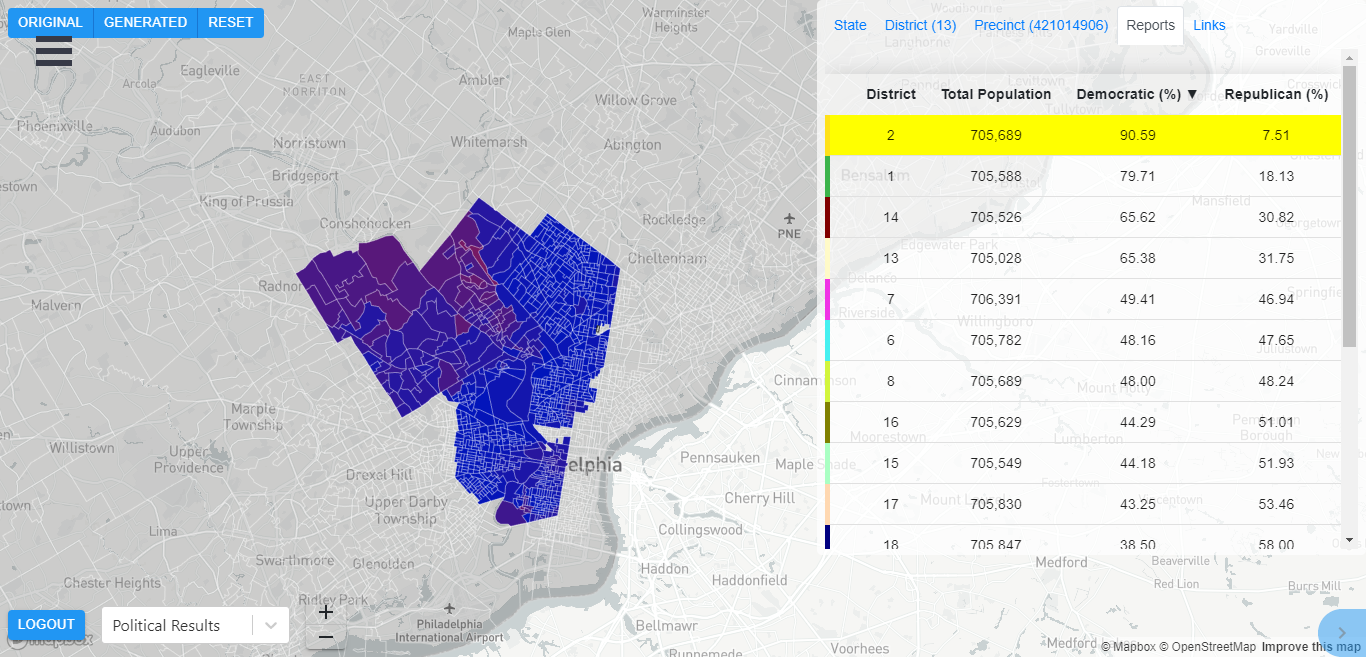 ORIGINAL GENERATED RESET
State District (13) Precinct (421014906) Reports Links
District Total Population Democratic (%) ▼ Republican (%)
2 705,689 90.59 7.51
1 705,588 79.71 18.13
14 705,526 65.62 30.82
13 705,028 65.38 31.75
7 706,391 49.41 46.94
6 705,782 48.16 47.65
8 705,689 48.00 48.24
16 705,629 44.29 51.01
15 705,549 44.18 51.93
17 705,830 43.25 53.46
18 705,847 38.50 58.00
Maple Glen
Warminster
Heights
Eagleville
Arcola
EAST
NORRITON
Ambler
Willow Grove
Phoenixville
Audubon
Norristown
Whitemarsh
Abington
Bridgeport
King of Prussia
Conshohocken
Rockledge
PNE
Cheltenham
Radnor
Malvern
Marple
Township
Willistown
Upper
Providence
Drexel Hill
Upper Darby
Township
elphia
Pennsauken
Maple Shade
Cherry Hill
Lima
Collingswood
Swarthmore
Glenolden
Haddon
Haddonfield
Chester Heights
Ridley Park
Philadelphia
International Airport
Bellmawr
Runnemede
Voorhees
Cinnaminson
Bensalem
Bristol
Edgewater Park
Delanco
Riverside
Willingboro
Mount Holly
Moorestown
Lumberton
Mount Laurel
Fostertown
Vincentown
Pemberton
Borough
Mansfield
Georgetown
Juliustown
Yardville
Groveville
Levittown
Tullytown
Langhorne
Woodbourne
Medford
Beaverville
Red Lion
Burrs Mill
Medford Lakes
LOGOUT
Political Results
+
−
mapbox
© Mapbox © OpenStreetMap Improve this map